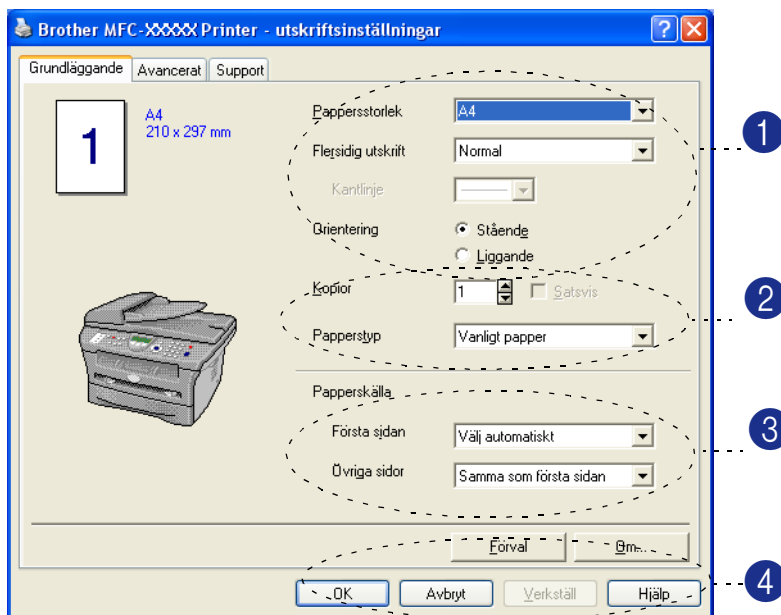 Brother MFC-XXXXX Printer - utskriftsinställningar
Grundläggande Avancerat Support
1
A4
210 x 297 mm
Pappersstorlek A4
1
Flersidig utskrift Normal
Kantlinje
Orientering Stående
Liggande
Kopior 1 Satsvis
2
Papperstyp Vanligt papper
Papperskälla
Första sidan Välj automatiskt
3
Övriga sidor Samma som första sidan
Förval Om...
OK Avbryt Verkställ Hjälp
4